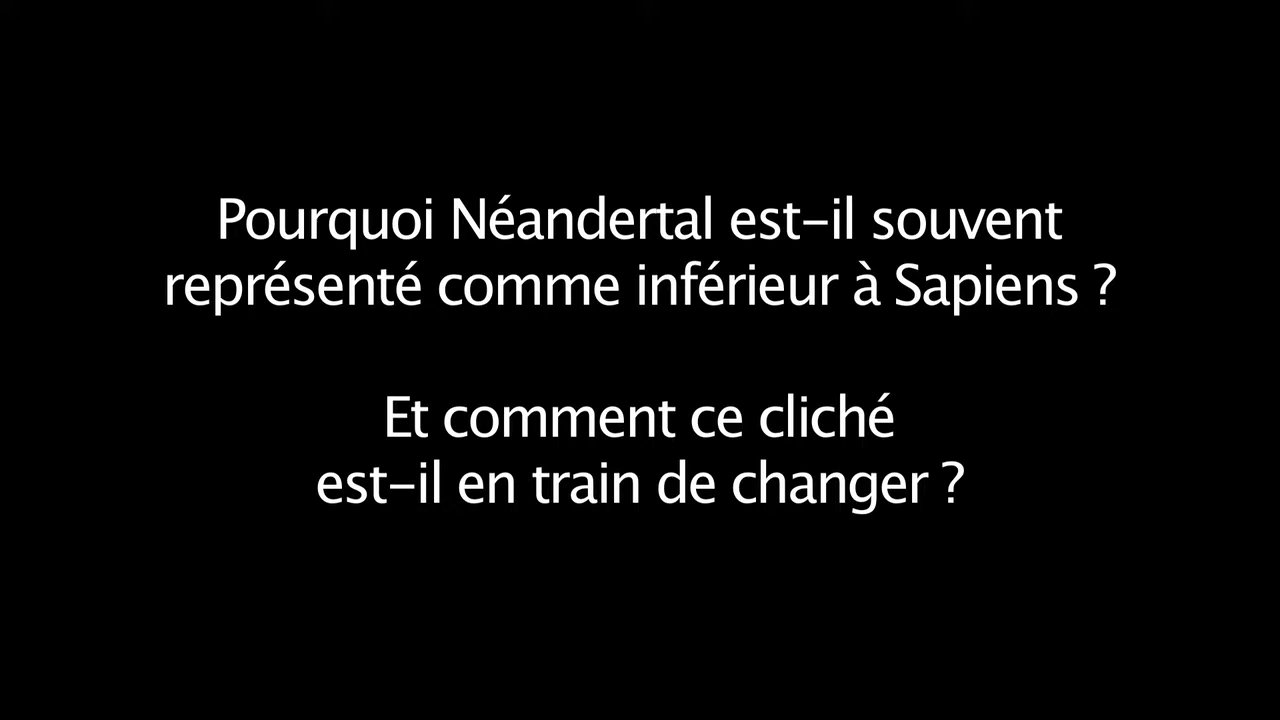 Pourquoi Néandertal est-il souvent
représenté comme inférieur à Sapiens ?
Et comment ce cliché
est-il en train de changer ?